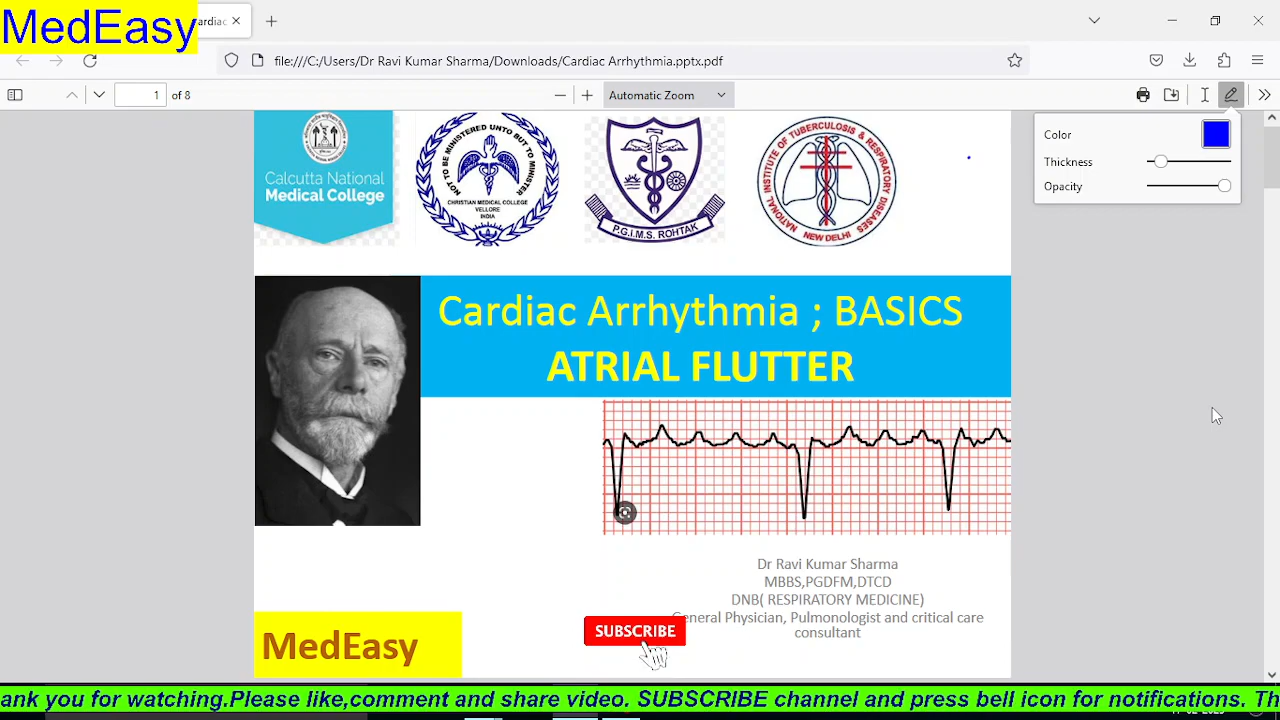 MedEasy
ardiac
file:///C:/Users/Dr Ravi Kumar Sharma/Downloads/Cardiac Arrhythmia.pptx.pdf
1 of 8
Automatic Zoom
Color
Thickness
Opacity
Calcutta National
Medical College
NOT TO BE MINISTERED UNTO BUT TO MINISTER
CHRISTIAN MEDICAL COLLEGE
VELLORE
INDIA
P.G.I.M.S. ROHTAK
NATIONAL INSTITUTE OF TUBERCULOSIS & RESPIRATORY DISEASES
NEW DELHI
Cardiac Arrhythmia ; BASICS
ATRIAL FLUTTER
Dr Ravi Kumar Sharma
MBBS,PGDFM,DTCD
DNB( RESPIRATORY MEDICINE)
General Physician, Pulmonologist and critical care
consultant
SUBSCRIBE
MedEasy
ank you for watching.Please like,comment and share video. SUBSCRIBE channel and press bell icon for notifications. Th